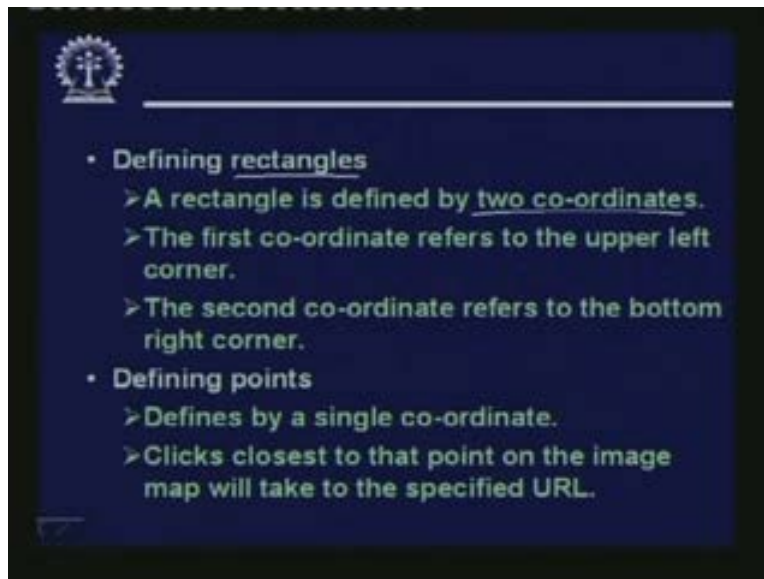 • Defining rectangles
➢A rectangle is defined by two co-ordinates.
➢The first co-ordinate refers to the upper left
corner.
➢The second co-ordinate refers to the bottom
right corner.
• Defining points
➢Defines by a single co-ordinate.
➢Clicks closest to that point on the image
map will take to the specified URL.